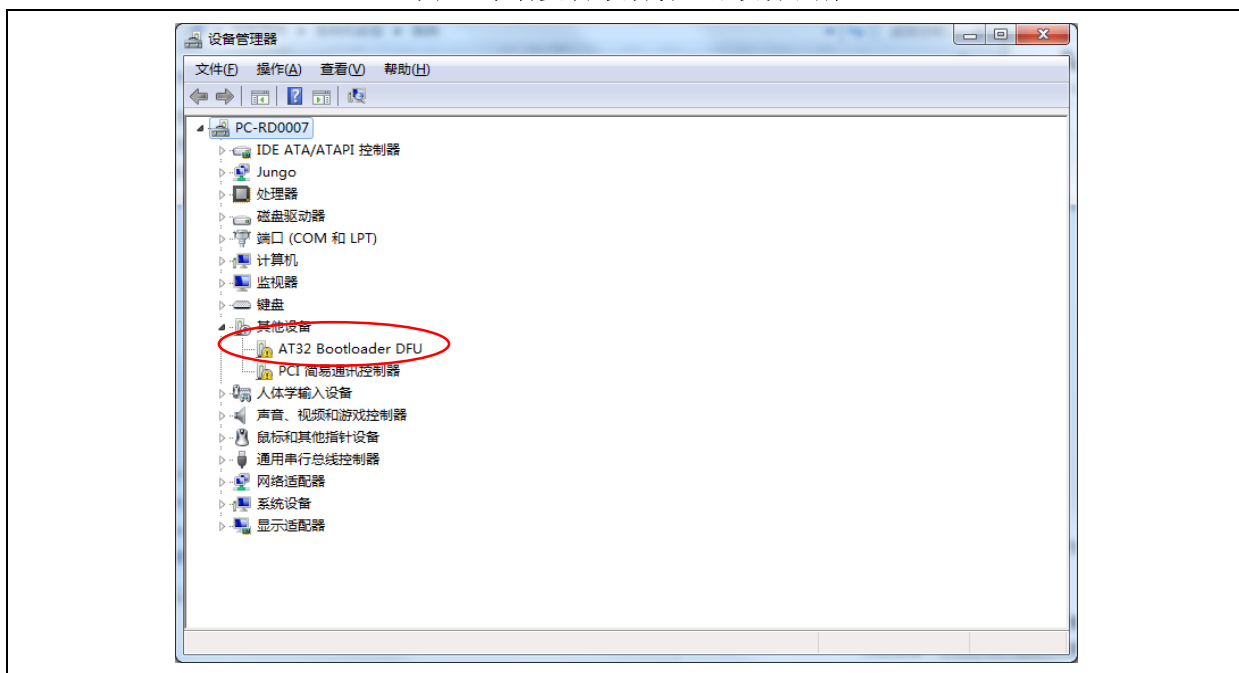 设备管理器
文件(F) 操作(A) 查看(V) 帮助(H)
PC-RD0007
IDE ATA/ATAPI 控制器
Jungo
处理器
磁盘驱动器
端口 (COM 和 LPT)
计算机
监视器
键盘
其他设备
AT32 Bootloader DFU
PCI 简易通讯控制器
人体学输入设备
声音、视频和游戏控制器
鼠标和其他指针设备
通用串行总线控制器
网络适配器
系统设备
显示适配器